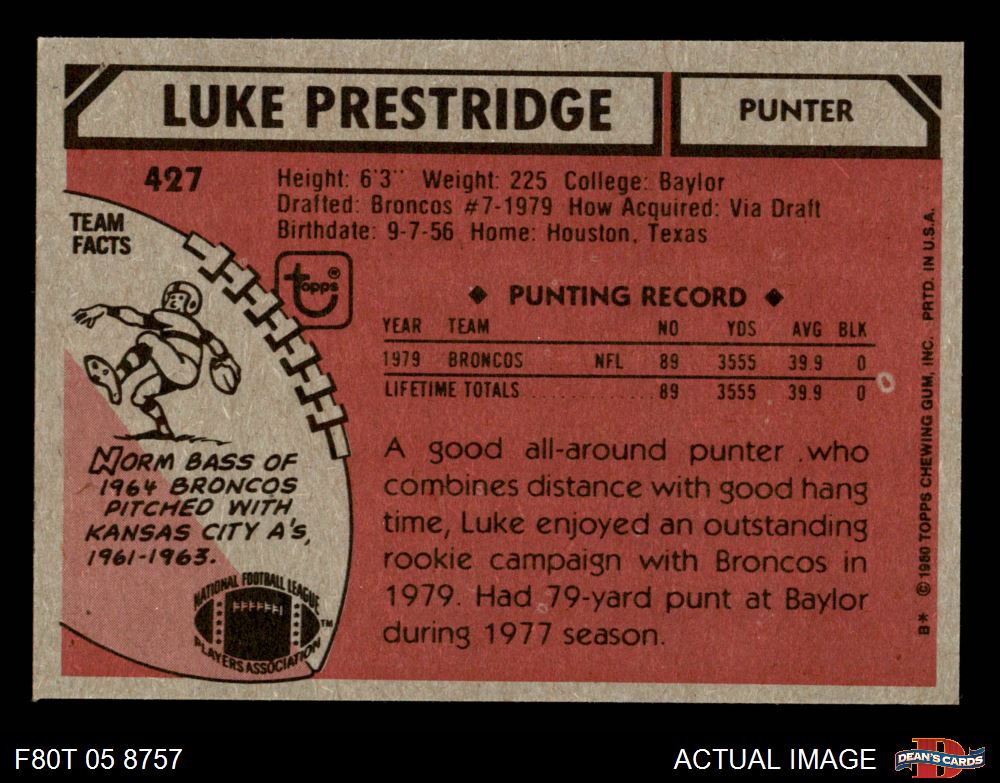 LUKE PRESTRIDGE
PUNTER
427
Height: 6'3" Weight: 225 College: Baylor
Drafted: Broncos #7-1979 How Acquired: Via Draft
Birthdate: 9-7-56 Home: Houston, Texas
TEAM
FACTS
topps®
NORM BASS OF
1964 BRONCOS
PITCHED WITH
KANSAS CITY A'S,
1961-1963.
NATIONAL FOOTBALL LEAGUE
PLAYERS ASSOCIATION
TM
◆ PUNTING RECORD ◆
YEAR TEAM NO YDS AVG BLK
1979 BRONCOS NFL 89 3555 39.9 0
LIFETIME TOTALS 89 3555 39.9 0
A good all-around punter who
combines distance with good hang
time, Luke enjoyed an outstanding
rookie campaign with Broncos in
1979. Had 79-yard punt at Baylor
during 1977 season.
B* © 1980 TOPPS CHEWING GUM, INC. PRTD. IN U.S.A.
F80T 05 8757
ACTUAL IMAGE
D
DEAN'S CARDS